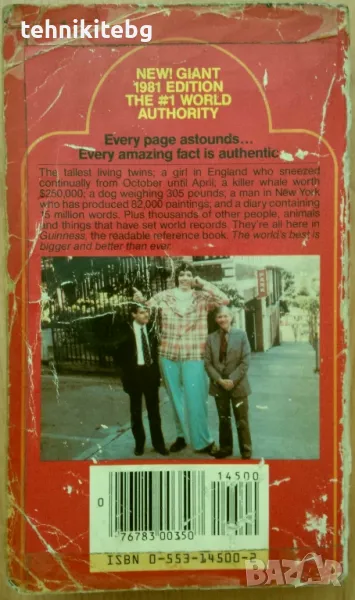 tehnikitebg
NEW! GIANT
1981 EDITION
THE #1 WORLD
AUTHORITY
Every page astounds...
Every amazing fact is authentic.
The tallest living twins; a girl in England who sneezed
continually from October until April; a killer whale worth
$250,000; a dog weighing 305 pounds; a man in New York
who has produced 82,000 paintings; and a diary containing
15 million words. Plus thousands of other people, animals
and things that have set world records. They're all here in
Guinness, the readable reference book. The world's best is
bigger and better than ever.
14500
0
76783 00350
ISBN 0-553-14500-2
BAZAR